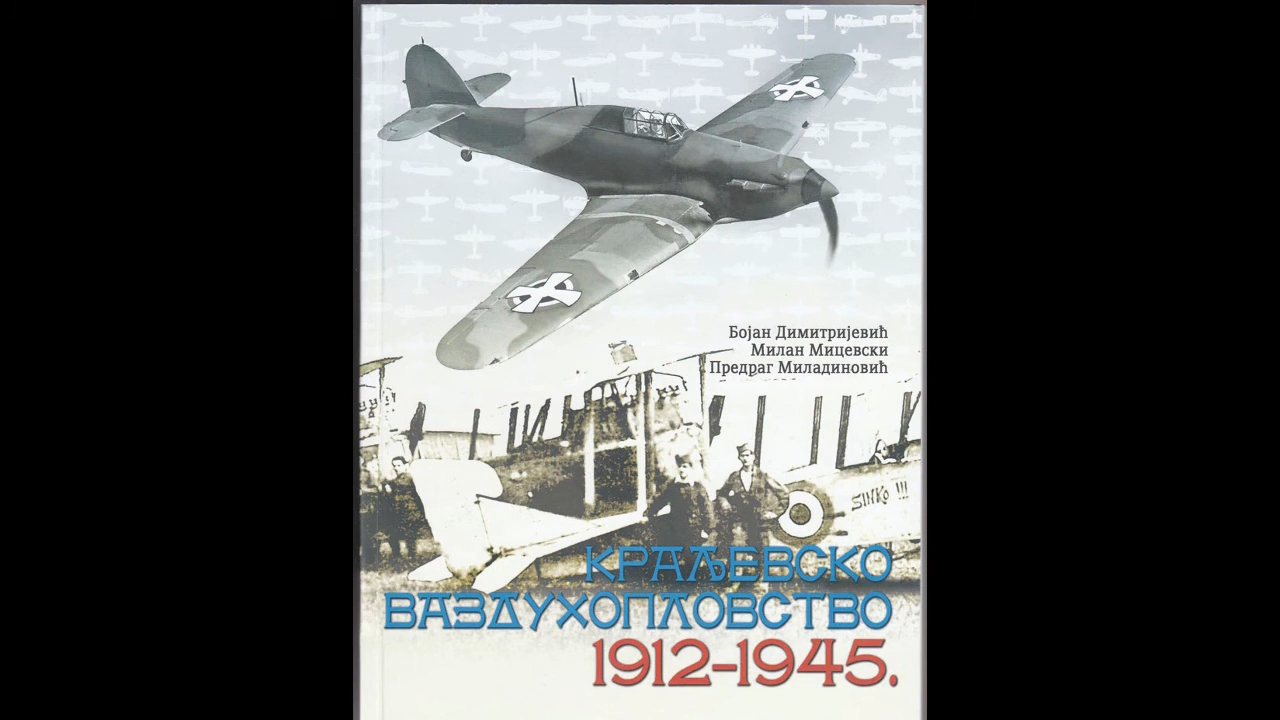 Бојан Димитријевић
Милан Мицевски
Предраг Миладиновић
SINKO !!!
КРАЉЕВСКО
ВАЗДУХОПЛОВСТВО
1912-1945.